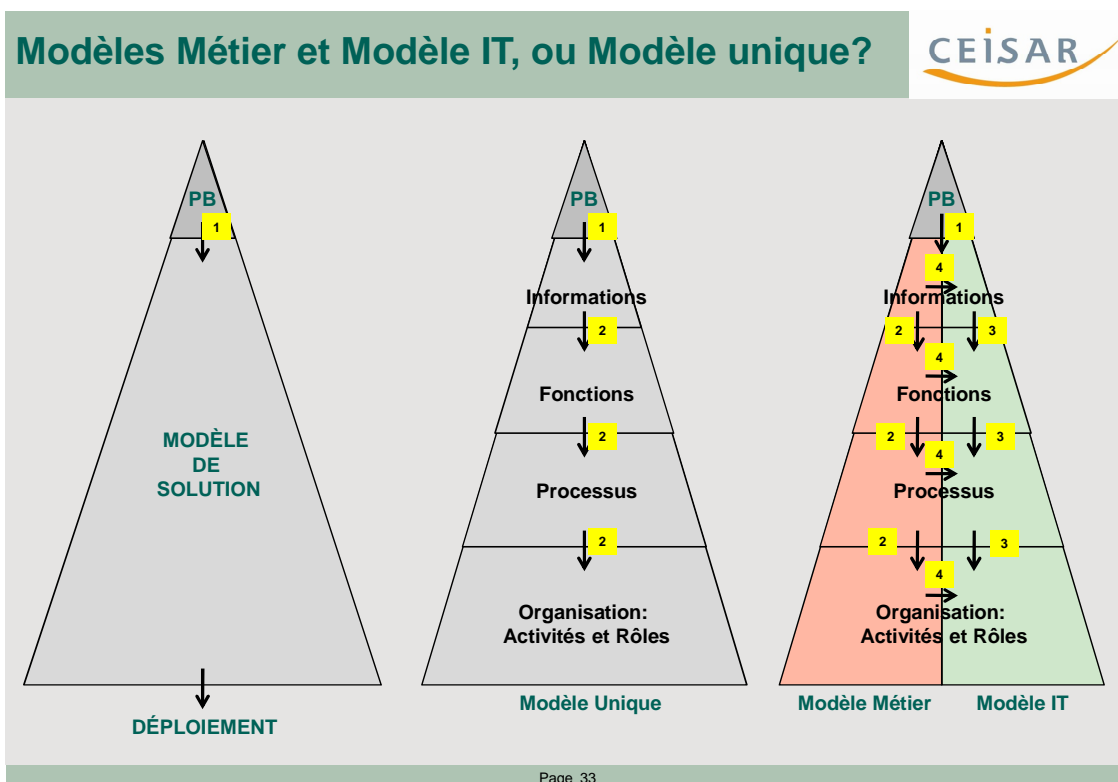 Modèles Métier et Modèle IT, ou Modèle unique?
CEiSAR
PB
1
MODÈLE
DE
SOLUTION
DÉPLOIEMENT
PB
1
Informations
2
Fonctions
2
Processus
2
Organisation:
Activités et Rôles
Modèle Unique
PB
1
4
Informations
2
3
4
Fonctions
2
3
4
Processus
2
3
4
Organisation:
Activités et Rôles
Modèle Métier
Modèle IT
Page 33